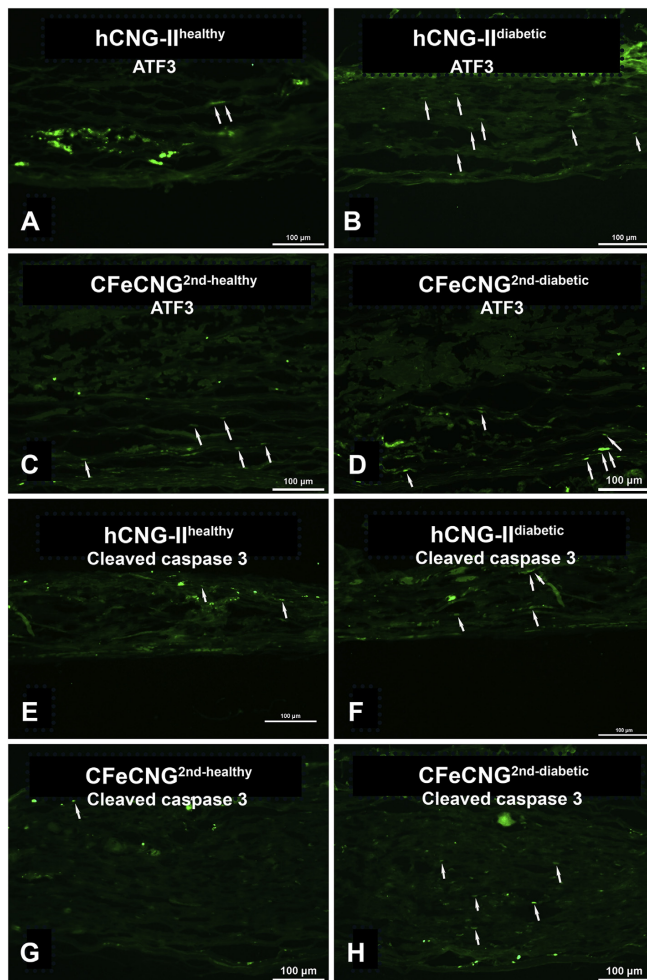 hCNG-IIhealthy
ATF3
A
100 µm
hCNG-IIdiabetic
ATF3
B
100 µm
CFeCNG2nd-healthy
ATF3
C
100 µm
CFeCNG2nd-diabetic
ATF3
D
100 µm
hCNG-IIhealthy
Cleaved caspase 3
E
100 µm
hCNG-IIdiabetic
Cleaved caspase 3
F
100 µm
CFeCNG2nd-healthy
Cleaved caspase 3
G
100 µm
CFeCNG2nd-diabetic
Cleaved caspase 3
H
100 µm